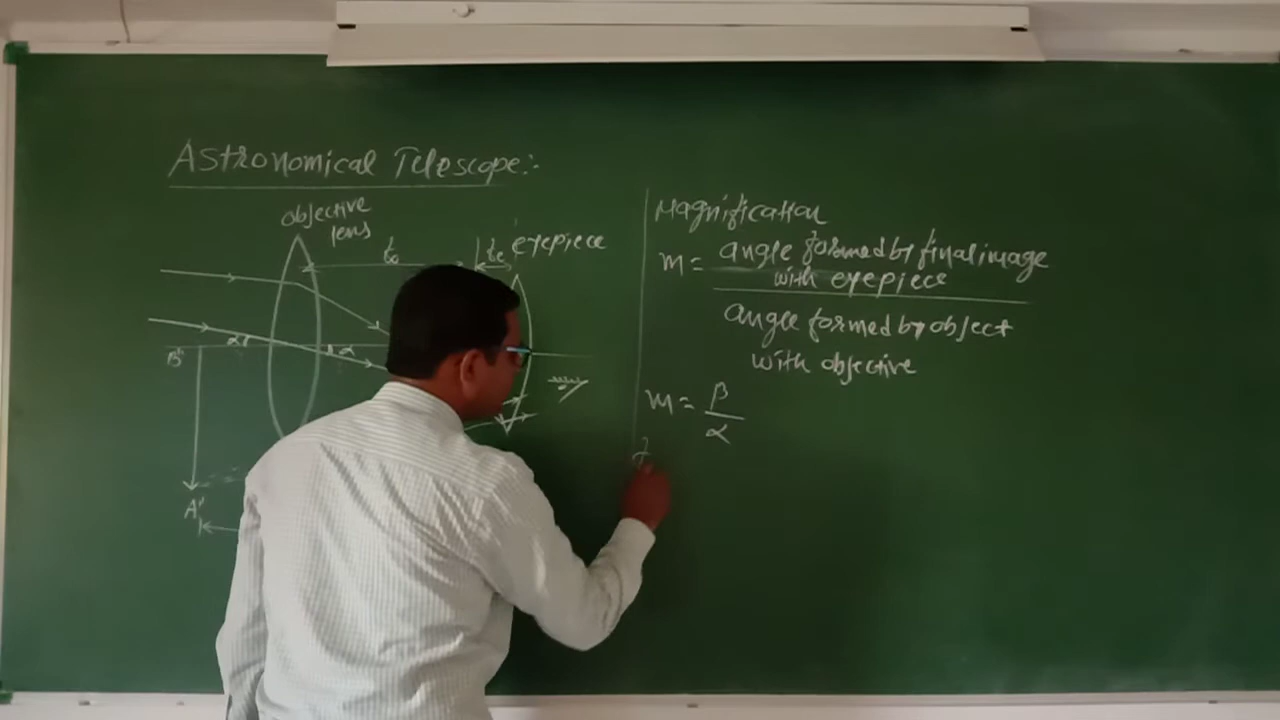 Astronomical Telescope:-
objective
lens
fo
fe
eyepiece
α
α
B"
A"
Magnification
m = angle formed by final image
with eyepiece
angle formed by object
with objective
m = β
α